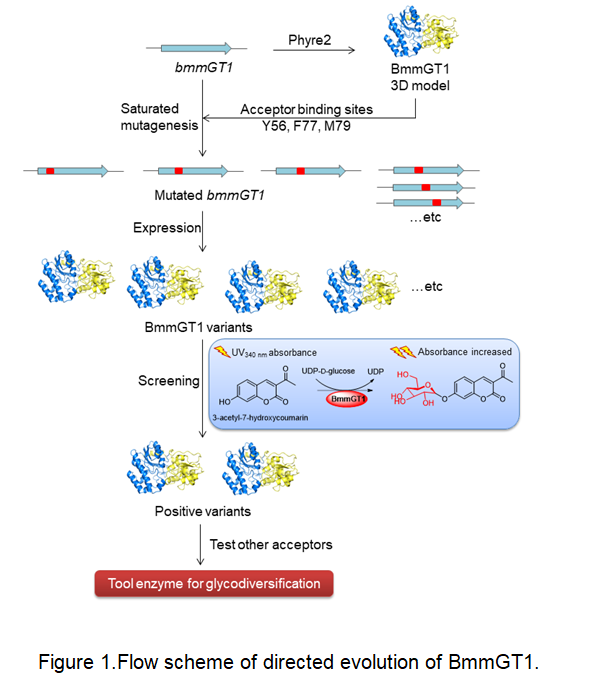 Phyre2
bmmGT1
BmmGT1
3D model
Saturated
mutagenesis
Acceptor binding sites
Y56, F77, M79
Mutated bmmGT1
...etc
Expression
...etc
BmmGT1 variants
Screening
UV340 nm absorbance
Absorbance increased
UDP-D-glucose
UDP
BmmGT1
HO
O
O
O
3-acetyl-7-hydroxycoumarin
HO
O
HO
HO
OH
O
O
O
O
Positive variants
Test other acceptors
Tool enzyme for glycodiversification
Figure 1.Flow scheme of directed evolution of BmmGT1.